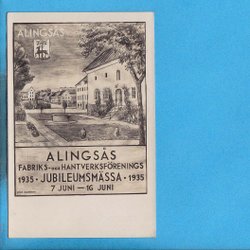 ALINGSÅS
ALINGSÅS
FABRIKS- OCH HANTVERKSFÖRENINGS
1935 · JUBILEUMSMÄSSA · 1935
7 JUNI — 16 JUNI